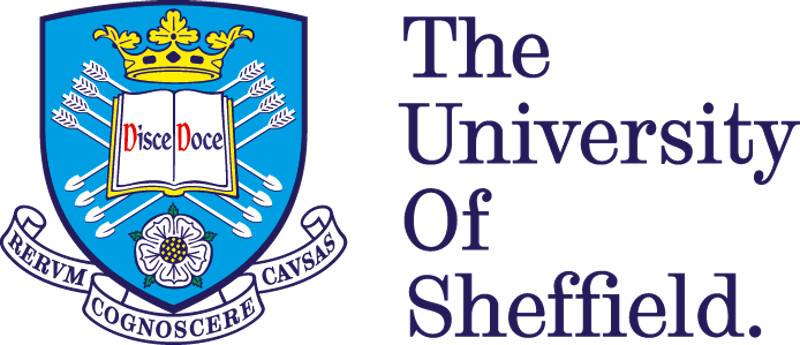 Disce Doce
RERVM COGNOSCERE CAVSAS
The
University
Of
Sheffield.